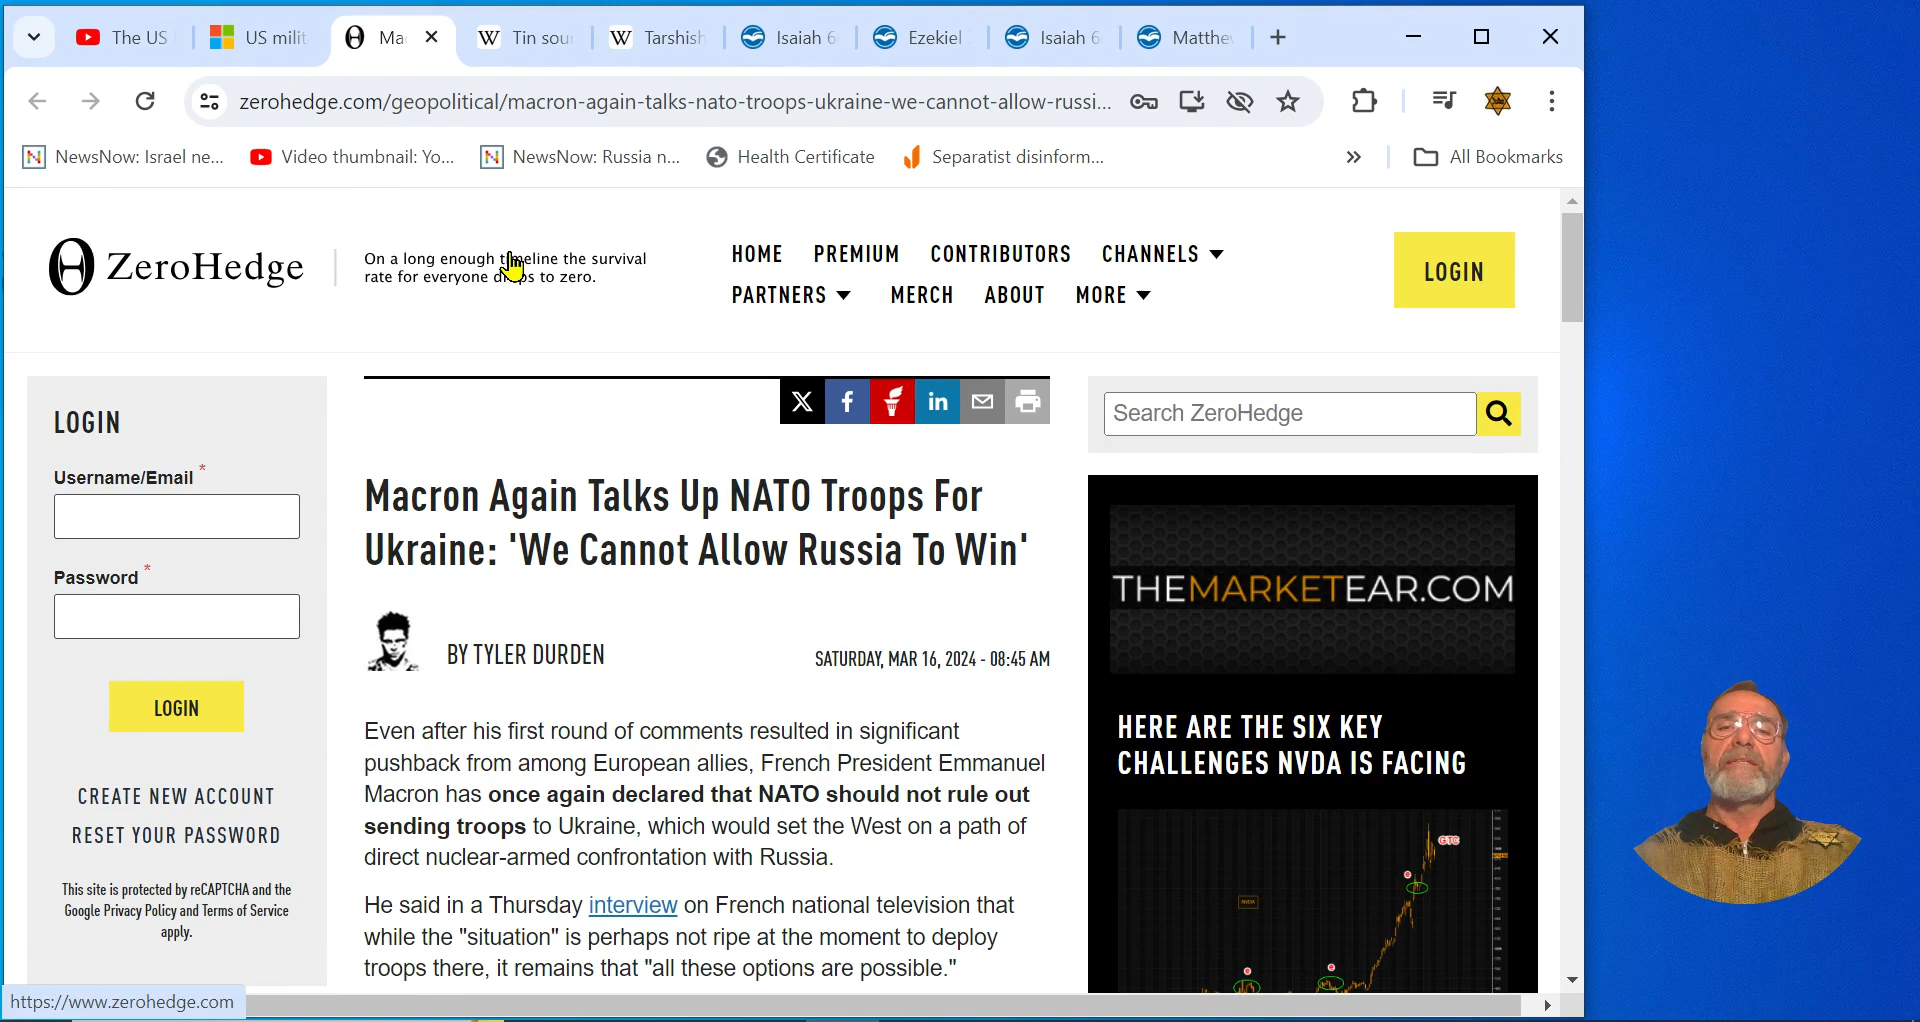 The US
US milit
Ma
Tin sou
Tarshish
Isaiah 6
Ezekiel
Isaiah 6
Matthe
zerohedge.com/geopolitical/macron-again-talks-nato-troops-ukraine-we-cannot-allow-russi...
NewsNow: Israel ne...
Video thumbnail: Yo...
NewsNow: Russia n...
Health Certificate
Separatist disinform...
All Bookmarks
ZeroHedge
On a long enough timeline the survival
rate for everyone drops to zero.
HOME PREMIUM CONTRIBUTORS CHANNELS
PARTNERS MERCH ABOUT MORE
LOGIN
LOGIN
Username/Email *
Password *
LOGIN
CREATE NEW ACCOUNT
RESET YOUR PASSWORD
This site is protected by reCAPTCHA and the
Google Privacy Policy and Terms of Service
apply.
Macron Again Talks Up NATO Troops For
Ukraine: 'We Cannot Allow Russia To Win'
BY TYLER DURDEN
SATURDAY, MAR 16, 2024 - 08:45 AM
Even after his first round of comments resulted in significant
pushback from among European allies, French President Emmanuel
Macron has once again declared that NATO should not rule out
sending troops to Ukraine, which would set the West on a path of
direct nuclear-armed confrontation with Russia.
He said in a Thursday interview on French national television that
while the "situation" is perhaps not ripe at the moment to deploy
troops there, it remains that "all these options are possible."
Search ZeroHedge
THEMARKETEAR.COM
HERE ARE THE SIX KEY
CHALLENGES NVDA IS FACING
GTC
NVDA
https://www.zerohedge.com